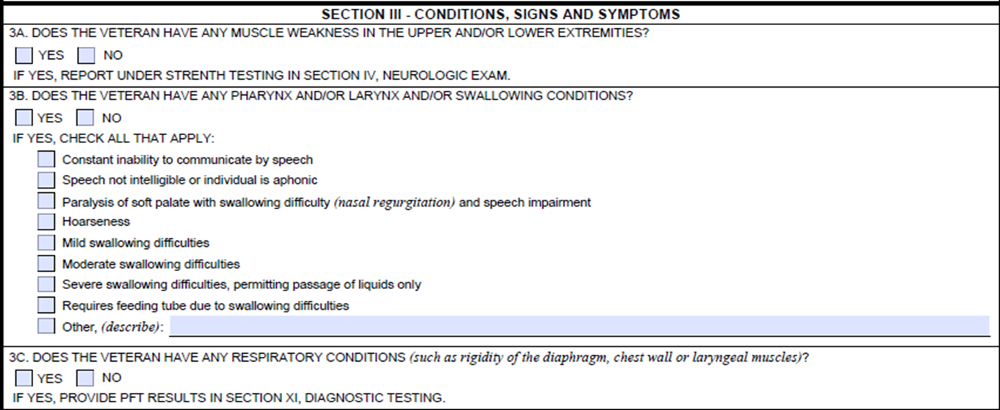 SECTION III - CONDITIONS, SIGNS AND SYMPTOMS
3A. DOES THE VETERAN HAVE ANY MUSCLE WEAKNESS IN THE UPPER AND/OR LOWER EXTREMITIES?
YES NO
IF YES, REPORT UNDER STRENTH TESTING IN SECTION IV, NEUROLOGIC EXAM.
3B. DOES THE VETERAN HAVE ANY PHARYNX AND/OR LARYNX AND/OR SWALLOWING CONDITIONS?
YES NO
IF YES, CHECK ALL THAT APPLY:
Constant inability to communicate by speech
Speech not intelligible or individual is aphonic
Paralysis of soft palate with swallowing difficulty (nasal regurgitation) and speech impairment
Hoarseness
Mild swallowing difficulties
Moderate swallowing difficulties
Severe swallowing difficulties, permitting passage of liquids only
Requires feeding tube due to swallowing difficulties
Other, (describe):
3C. DOES THE VETERAN HAVE ANY RESPIRATORY CONDITIONS (such as rigidity of the diaphragm, chest wall or laryngeal muscles)?
YES NO
IF YES, PROVIDE PFT RESULTS IN SECTION XI, DIAGNOSTIC TESTING.